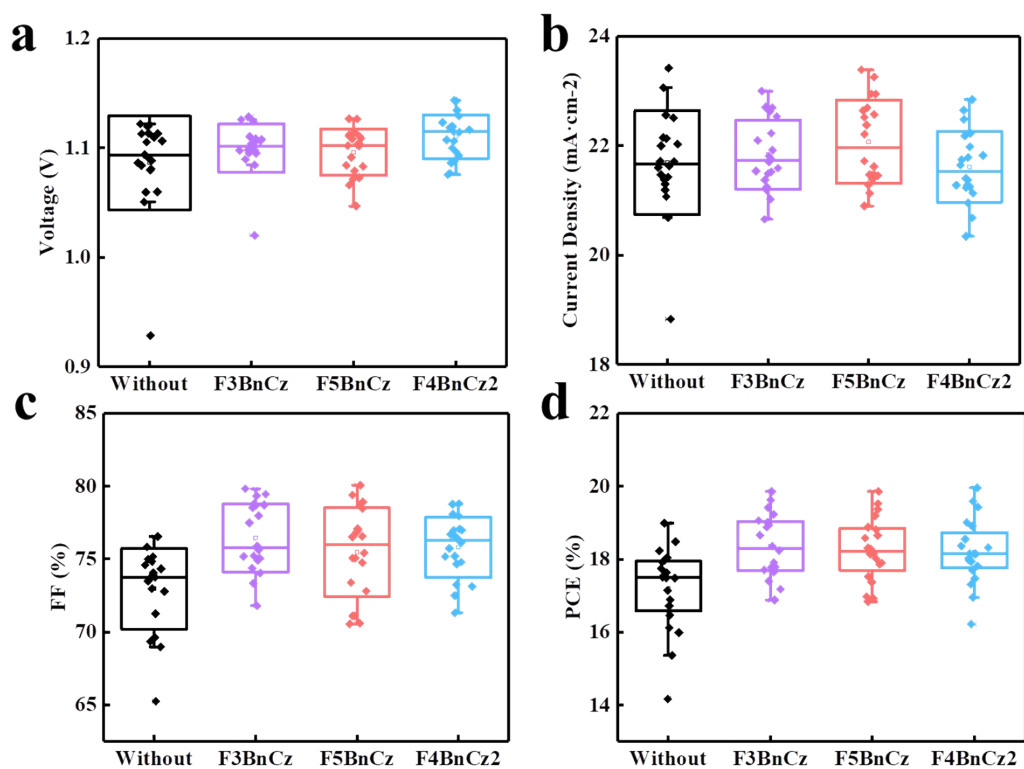 a
1.2
1.1
1.0
0.9
Voltage (V)
Without F3BnCz F5BnCz F4BnCz2
b
24
22
20
18
Current Density (mA·cm-2)
Without F3BnCz F5BnCz F4BnCz2
c
85
80
75
70
65
FF (%)
Without F3BnCz F5BnCz F4BnCz2
d
22
20
18
16
14
PCE (%)
Without F3BnCz F5BnCz F4BnCz2